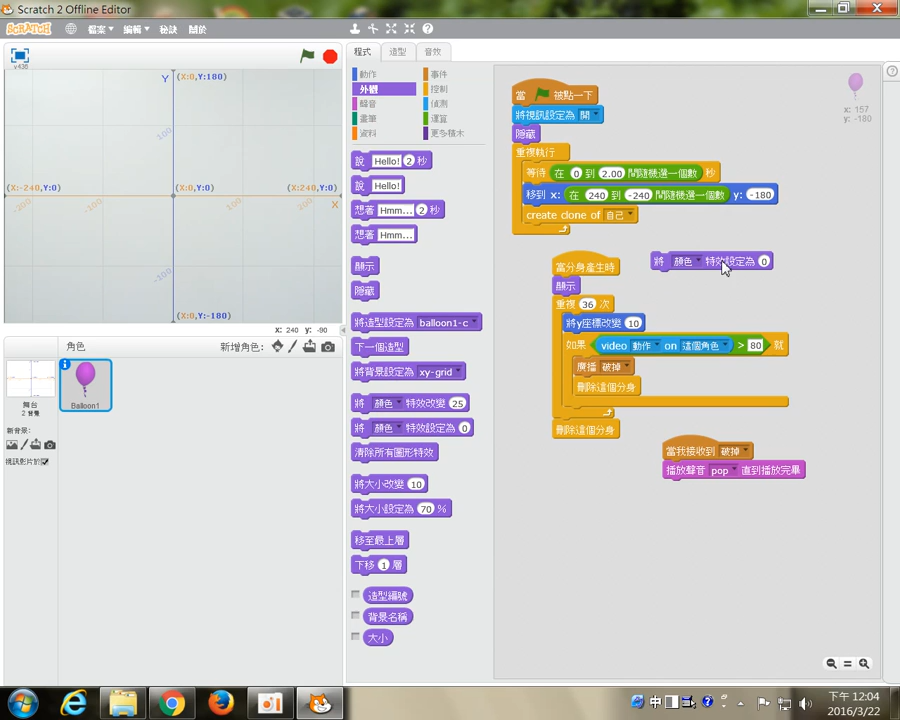 Scratch 2 Offline Editor
SCRATCH 檔案 編輯 秘訣 關於
v438
Y (X:0,Y:180)
100
(X:-240,Y:0) (X:0,Y:0) (X:240,Y:0)
-200 -100 100 200 X
-100
(X:0,Y:-180)
x: 240 y: -90
角色 新增角色:
舞台
2 背景
Balloon1
新背景:
視訊影片於
程式 造型 音效
動作 事件
外觀 控制
聲音 偵測
畫筆 運算
資料 更多積木
說 Hello! 2 秒
說 Hello!
想著 Hmm... 2 秒
想著 Hmm...
顯示
隱藏
將造型設定為 balloon1-c
下一個造型
將背景設定為 xy-grid
將 顏色 特效改變 25
將 顏色 特效設定為 0
清除所有圖形特效
將大小改變 10
將大小設定為 70 %
移至最上層
下移 1 層
造型編號
背景名稱
大小
當 被點一下
將視訊設定為 開
隱藏
重複執行
等待 在 0 到 2.00 間隨機選一個數 秒
移到 x: 在 240 到 -240 間隨機選一個數 y: -180
create clone of 自己
將 顏色 特效設定為 0
當分身產生時
顯示
重複 36 次
將y座標改變 10
如果 video 動作 on 這個角色 > 80 就
廣播 破掉
刪除這個分身
刪除這個分身
當我接收到 破掉
播放聲音 pop 直到播放完畢
x: 157
y: -180
中
下午 12:04
2016/3/22